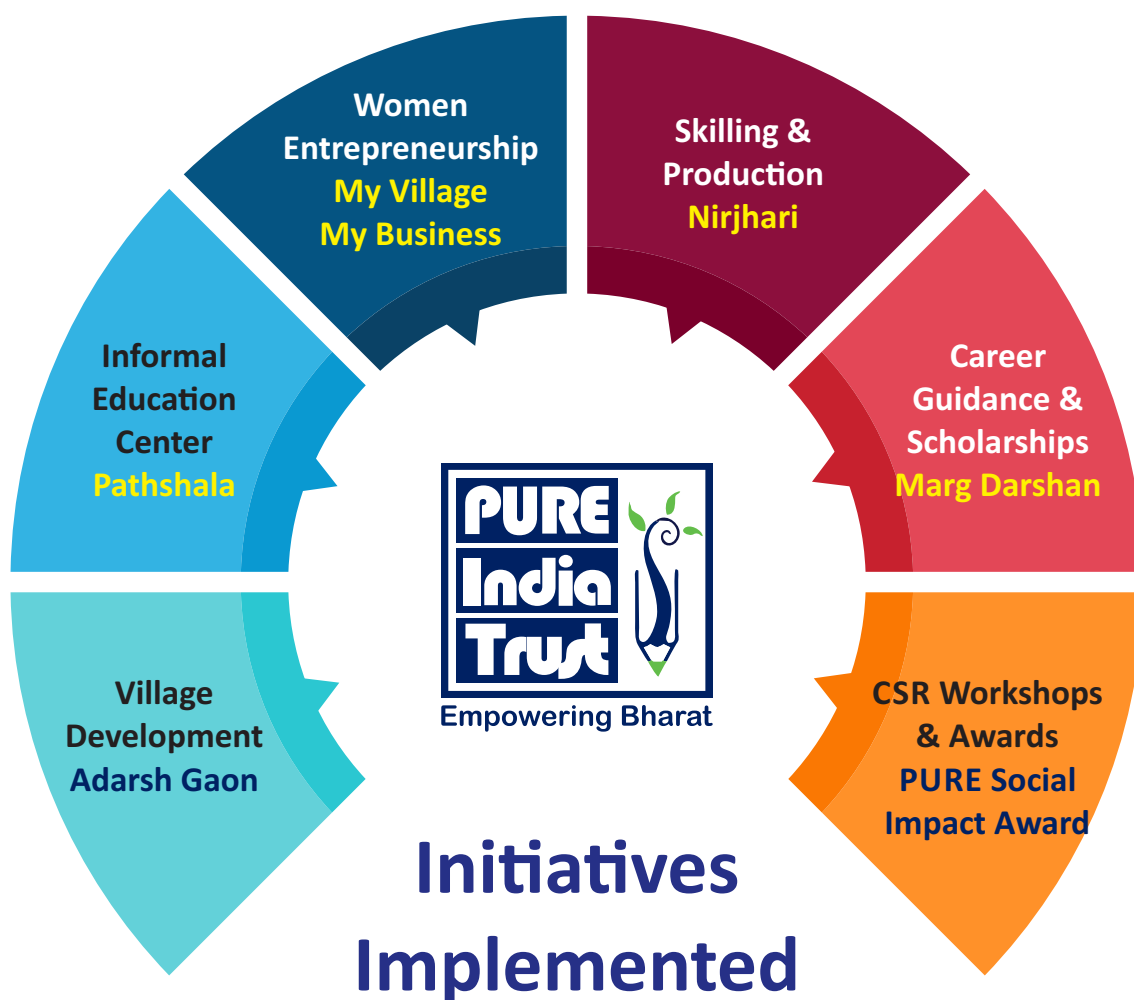 Women
Entrepreneurship
My Village
My Business
Skilling &
Production
Nirjhari
Informal
Education
Center
Pathshala
Career
Guidance &
Scholarships
Marg Darshan
PURE
India
Trust
Empowering Bharat
Village
Development
Adarsh Gaon
CSR Workshops
& Awards
PURE Social
Impact Award
Initiatives
Implemented